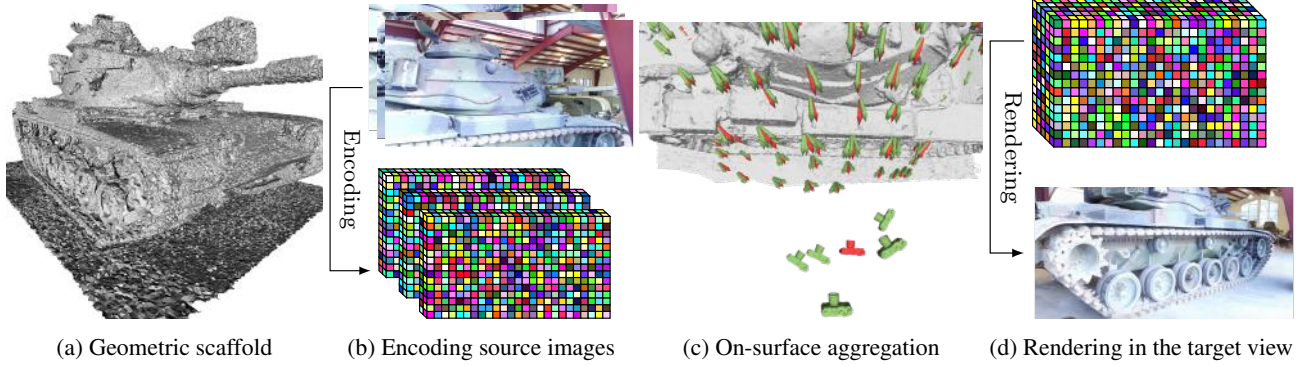 Encoding
Rendering
(a) Geometric scaffold
(b) Encoding source images
(c) On-surface aggregation
(d) Rendering in the target view